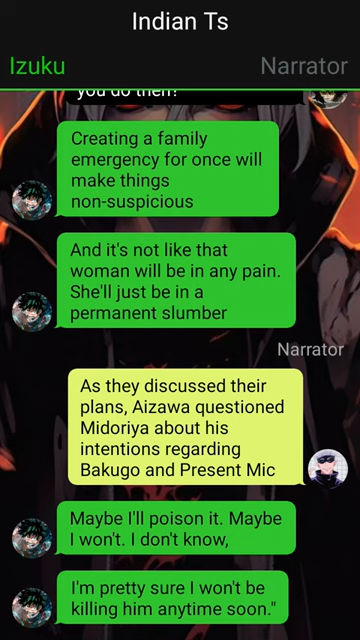 Indian Ts
Izuku
Narrator
you do then?
Creating a family
emergency for once will
make things
non-suspicious
And it's not like that
woman will be in any pain.
She'll just be in a
permanent slumber
Narrator
As they discussed their
plans, Aizawa questioned
Midoriya about his
intentions regarding
Bakugo and Present Mic
Maybe I'll poison it. Maybe
I won't. I don't know,
I'm pretty sure I won't be
killing him anytime soon."